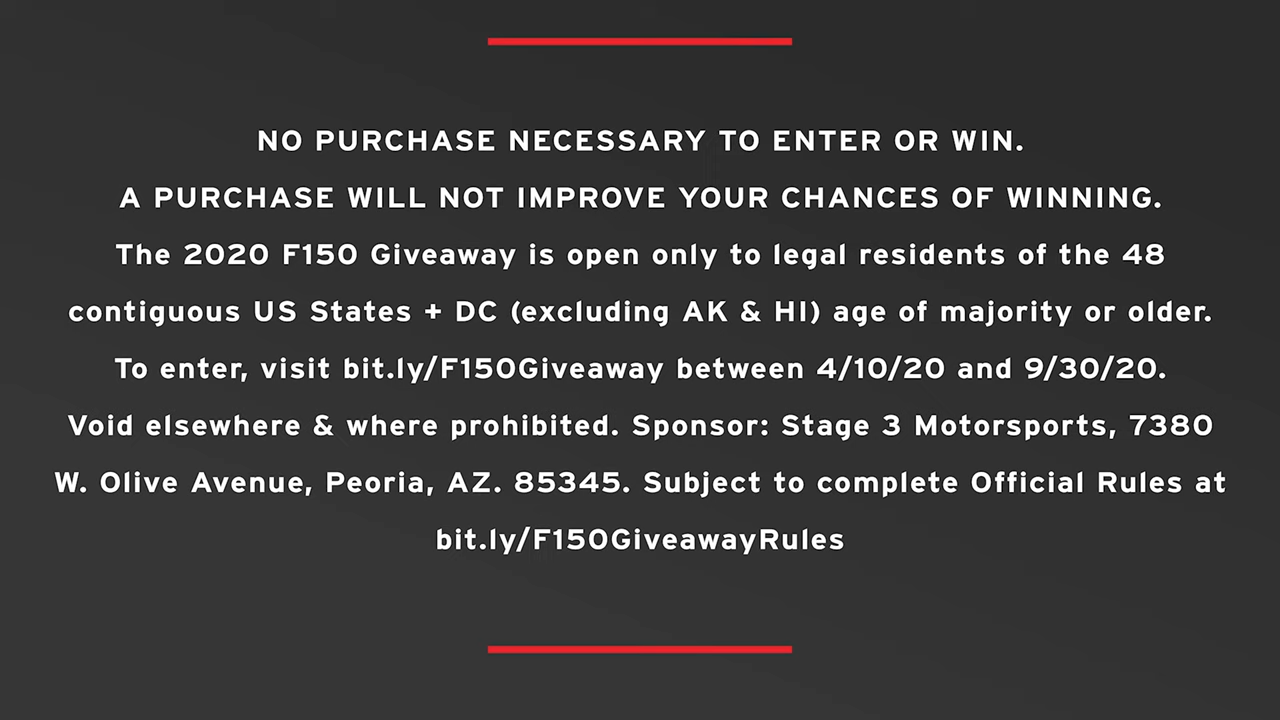 NO PURCHASE NECESSARY TO ENTER OR WIN.
A PURCHASE WILL NOT IMPROVE YOUR CHANCES OF WINNING.
The 2020 F150 Giveaway is open only to legal residents of the 48
contiguous US States + DC (excluding AK & HI) age of majority or older.
To enter, visit bit.ly/F150Giveaway between 4/10/20 and 9/30/20.
Void elsewhere & where prohibited. Sponsor: Stage 3 Motorsports, 7380
W. Olive Avenue, Peoria, AZ. 85345. Subject to complete Official Rules at
bit.ly/F150GiveawayRules